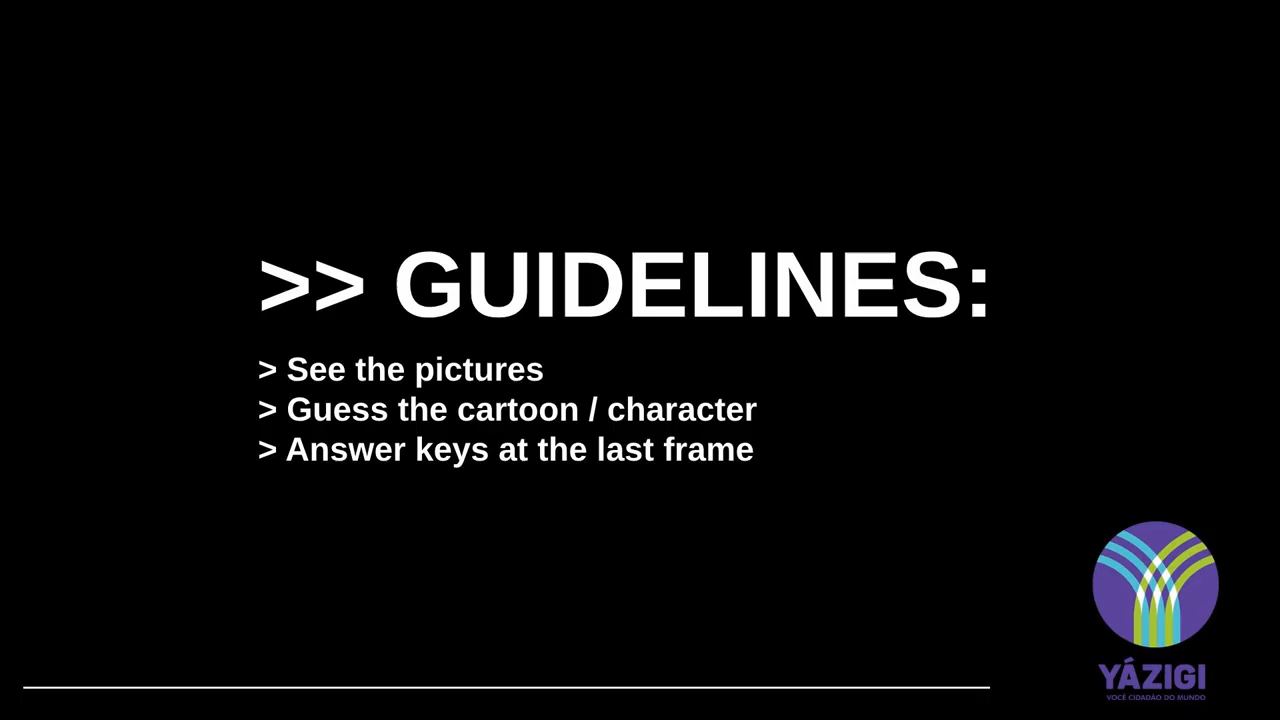 >> GUIDELINES:
> See the pictures
> Guess the cartoon / character
> Answer keys at the last frame
YÁZIGI
VOCÊ CIDADÃO DO MUNDO